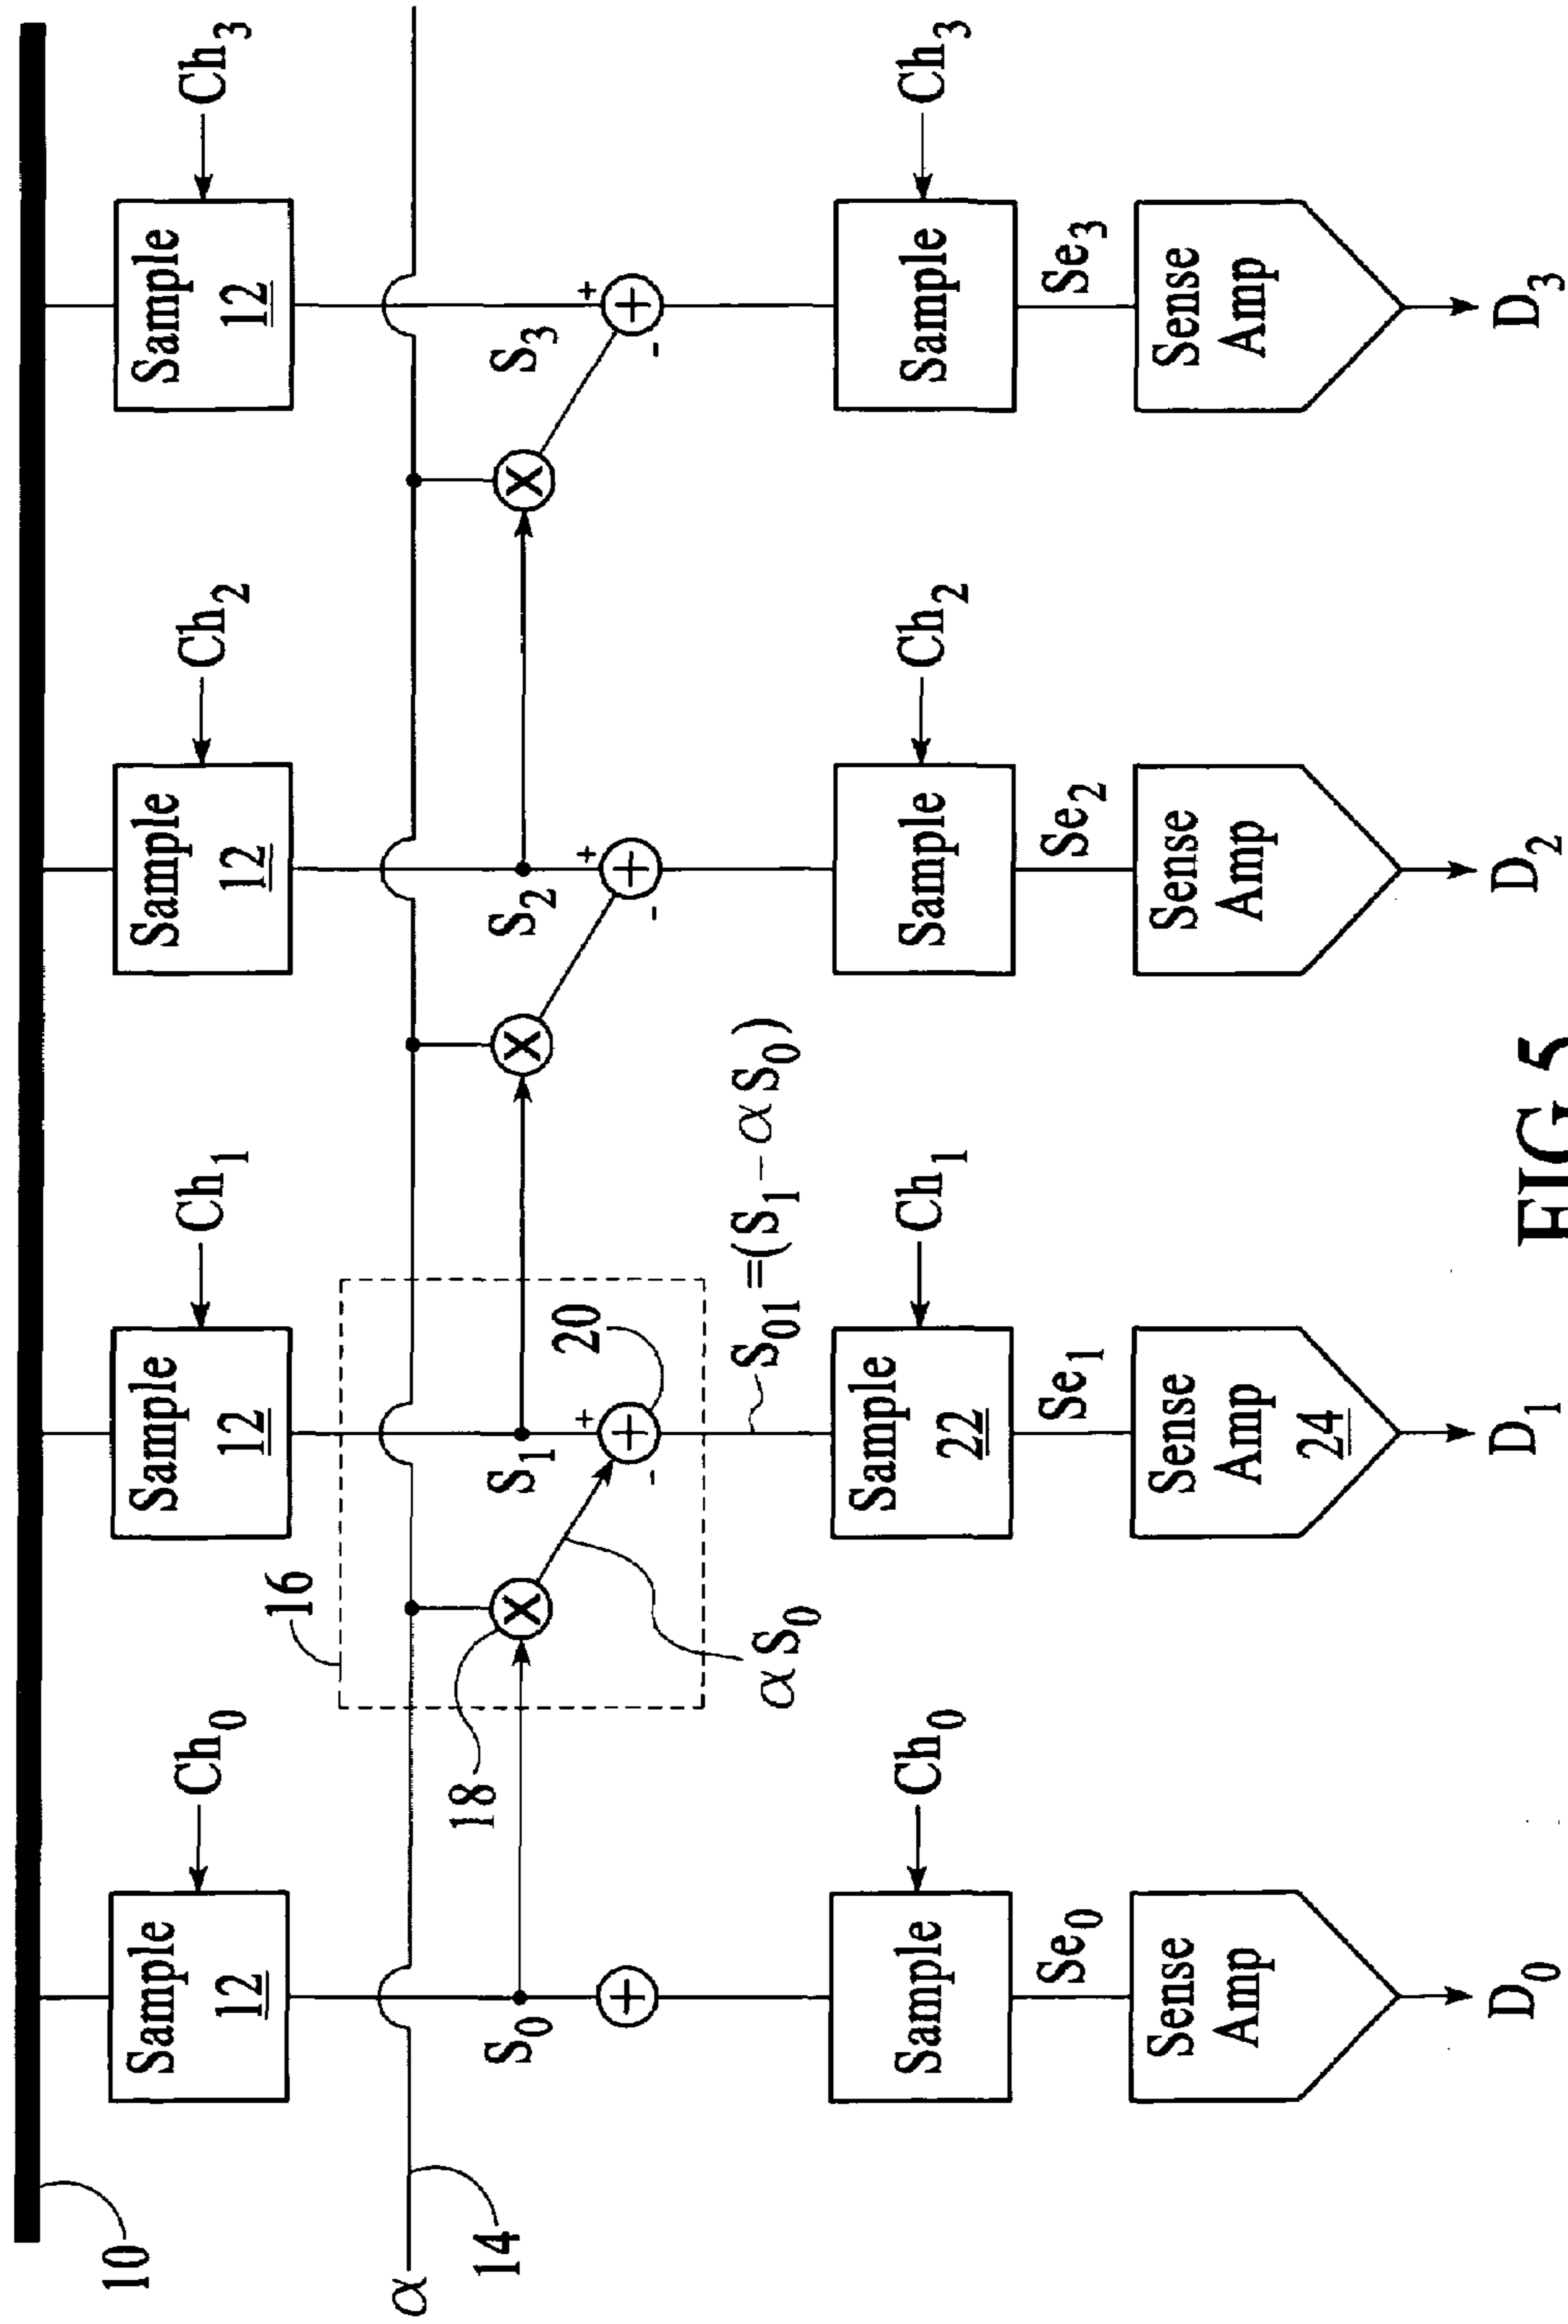 10
Sample
12
Ch0
Sample
12
Ch1
Sample
12
Ch2
Sample
12
Ch3
α
14
16
18
S0
S1
S2
S3
X
X
X
+
+
+
-
-
-
+
+
+
+
20
αS0
S01=(S1-αS0)
Sample
Ch0
Sample
22
Ch1
Sample
Ch2
Sample
Ch3
Se0
Se1
Se2
Se3
Sense
Amp
Sense
Amp
24
Sense
Amp
Sense
Amp
D0
D1
D2
D3
FIG 5